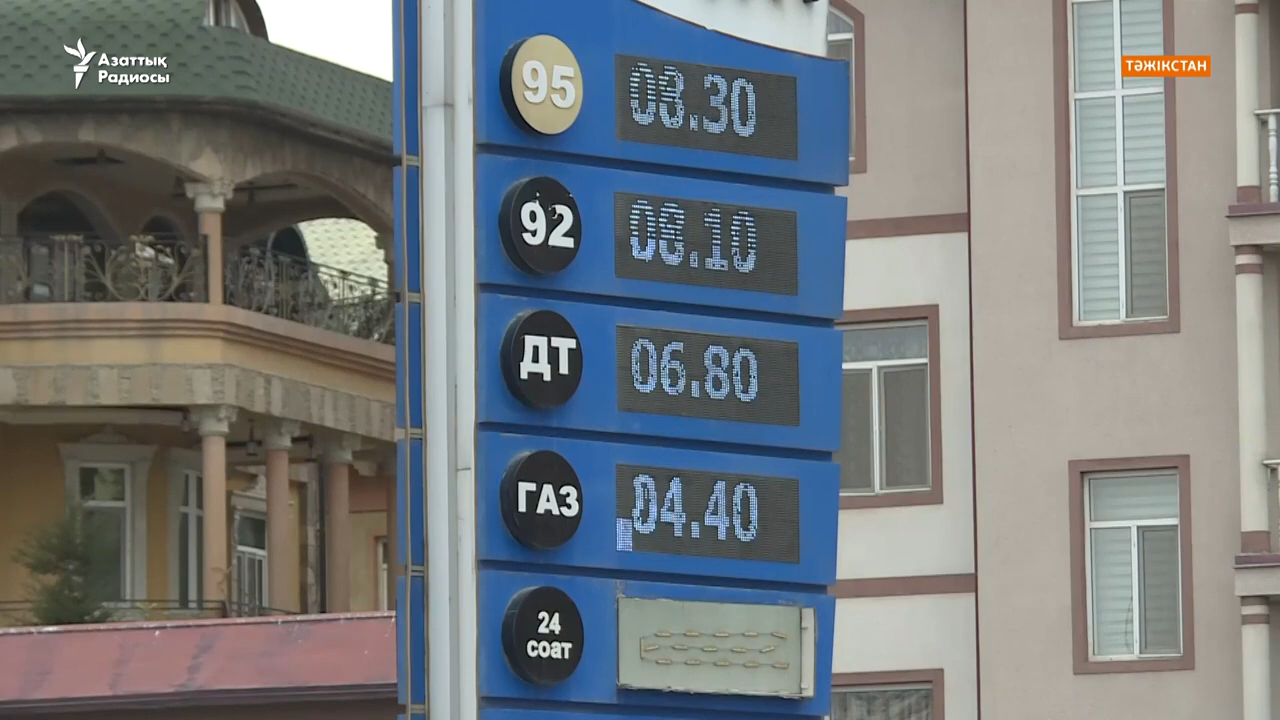 Азаттық
Радиосы
ТӘЖІКСТАН
95 08.30
92 08.10
ДТ 06.80
ГАЗ 04.40
24
соат